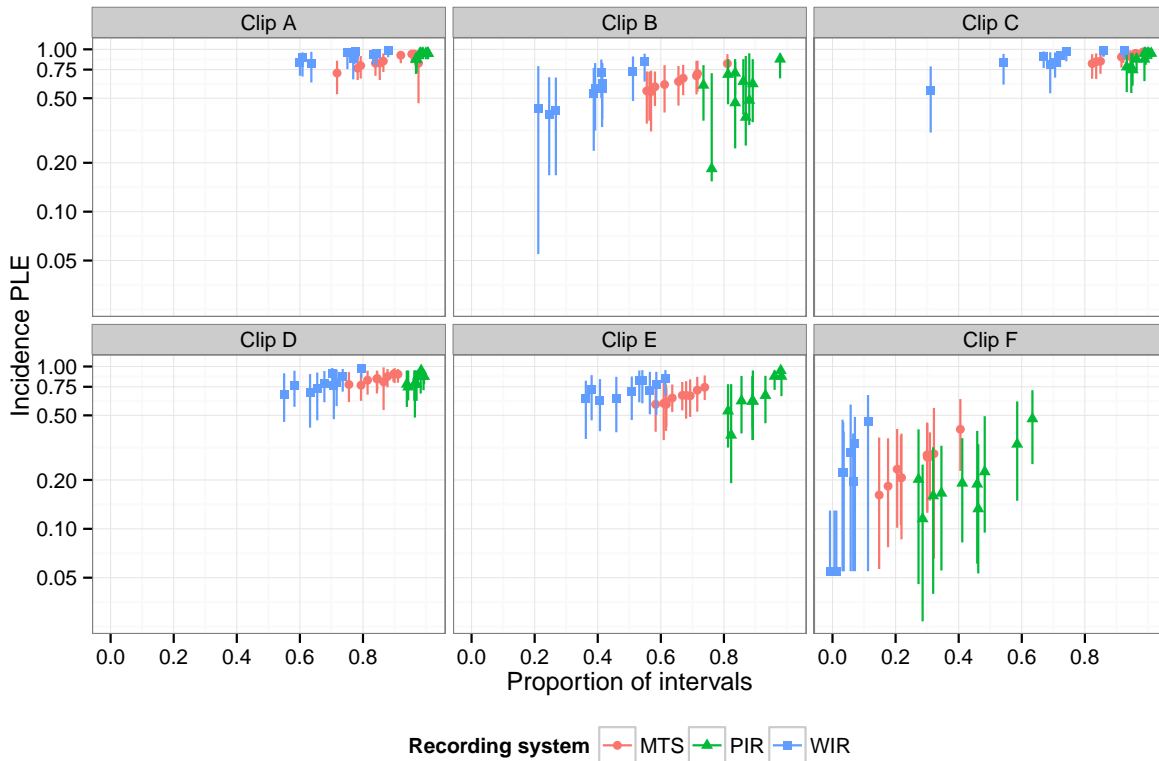 Clip A Clip B Clip C
1.00
0.75
0.50
0.20
0.10
0.05
Clip D Clip E Clip F
1.00
0.75
0.50
0.20
0.10
0.05
Incidence PLE
0.0 0.2 0.4 0.6 0.8 0.0 0.2 0.4 0.6 0.8 0.0 0.2 0.4 0.6 0.8
Proportion of intervals
Recording system MTS PIR WIR